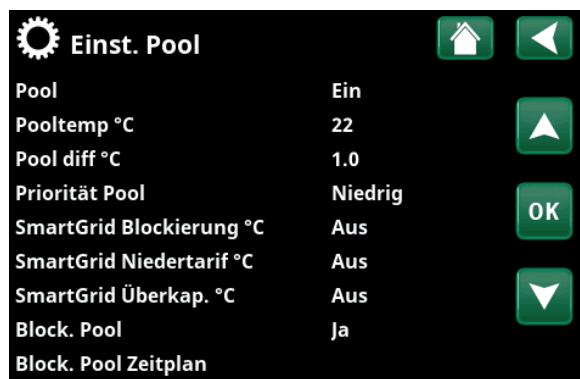 Einst. Pool
Pool Ein
Pooltemp °C 22
Pool diff °C 1.0
Priorität Pool Niedrig
OK
SmartGrid Blockierung °C Aus
SmartGrid Niedertarif °C Aus
SmartGrid Überkap. °C Aus
Block. Pool Ja
Block. Pool Zeitplan